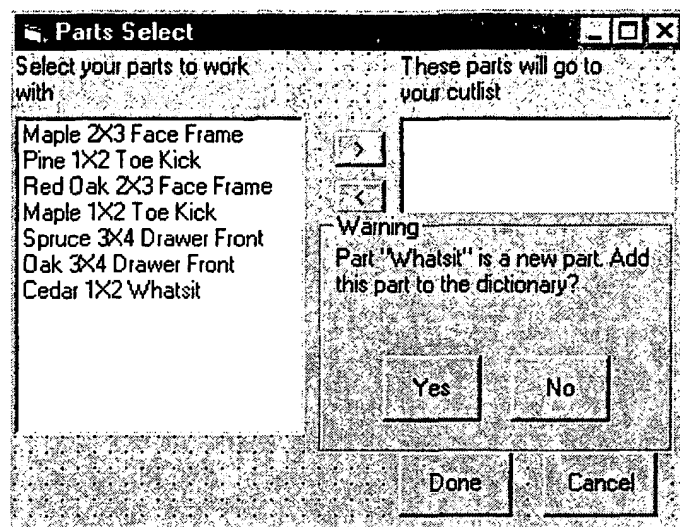 Parts Select
Select your parts to work
with
These parts will go to
your cutlist
Maple 2X3 Face Frame
Pine 1X2 Toe Kick
Red Oak 2X3 Face Frame
Maple 1X2 Toe Kick
Spruce 3X4 Drawer Front
Oak 3X4 Drawer Front
Cedar 1X2 Whatsit
>
<
Warning
Part "Whatsit" is a new part. Add
this part to the dictionary?
Yes
No
Done
Cancel